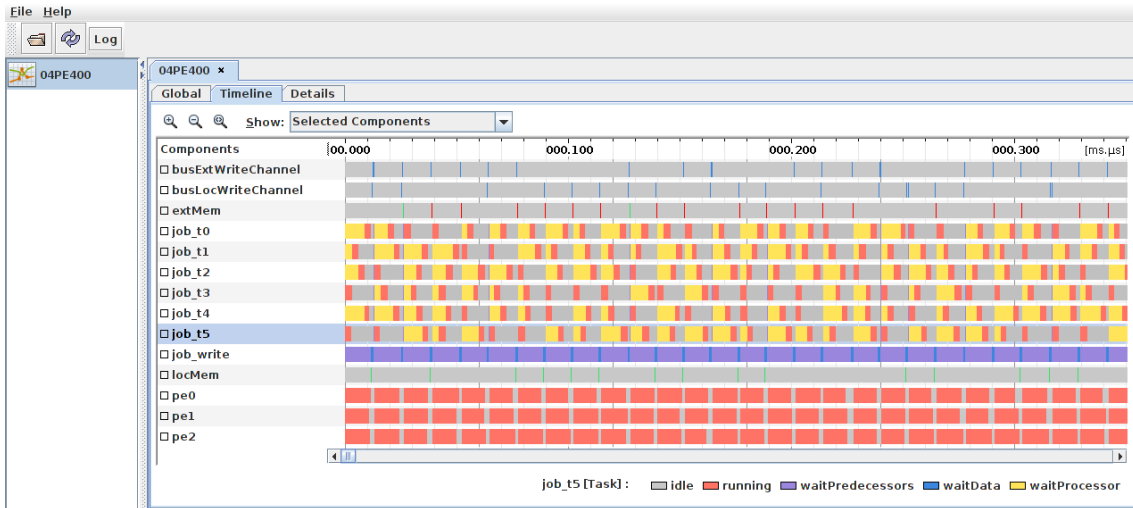 File Help
Log
04PE400
04PE400 ×
Global Timeline Details
Show: Selected Components
Components 00.000 000.100 000.200 000.300 [ms.µs]
busExtWriteChannel
busLocWriteChannel
extMem
job_t0
job_t1
job_t2
job_t3
job_t4
job_t5
job_write
locMem
pe0
pe1
pe2
job_t5 [Task] : idle running waitPredecessors waitData waitProcessor